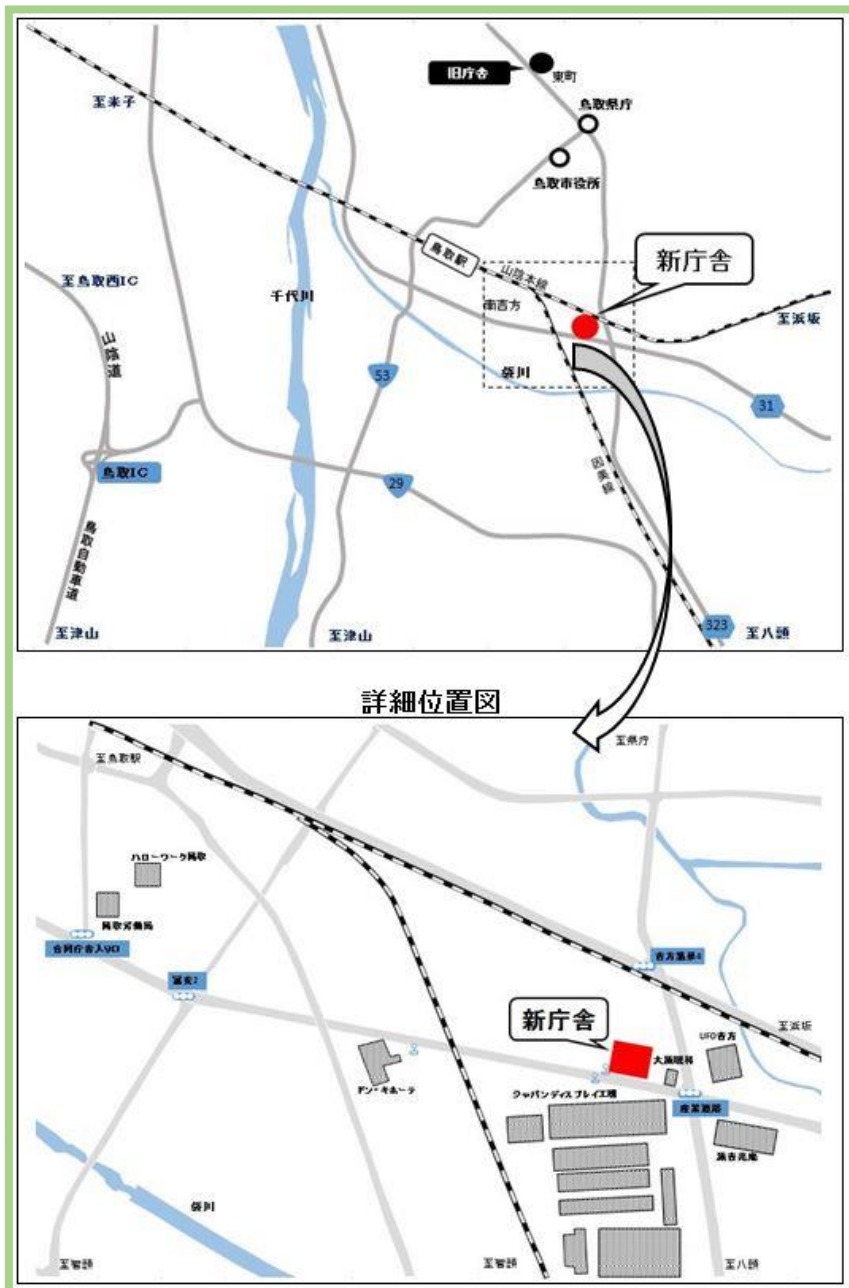 旧庁舎
東町
至米子
鳥取県庁
鳥取市役所
鳥取駅
山陰本線
新庁舎
至鳥取西IC
千代川
南吉方
至浜坂
山陰道
53
袋川
31
鳥取IC
29
因美線
鳥取自動車道
至津山
至津山
323
至八頭
詳細位置図
至県庁
至鳥取駅
ハローワーク鳥取
鳥取労働局
合同庁舎入り口
吉方温泉4
富安2
新庁舎
至浜坂
UFO吉方
大阪眼科
ドン・キホーテ
ジャパンディスプレイ工場
産業道路
袋川
至智頭
至智頭
至八頭